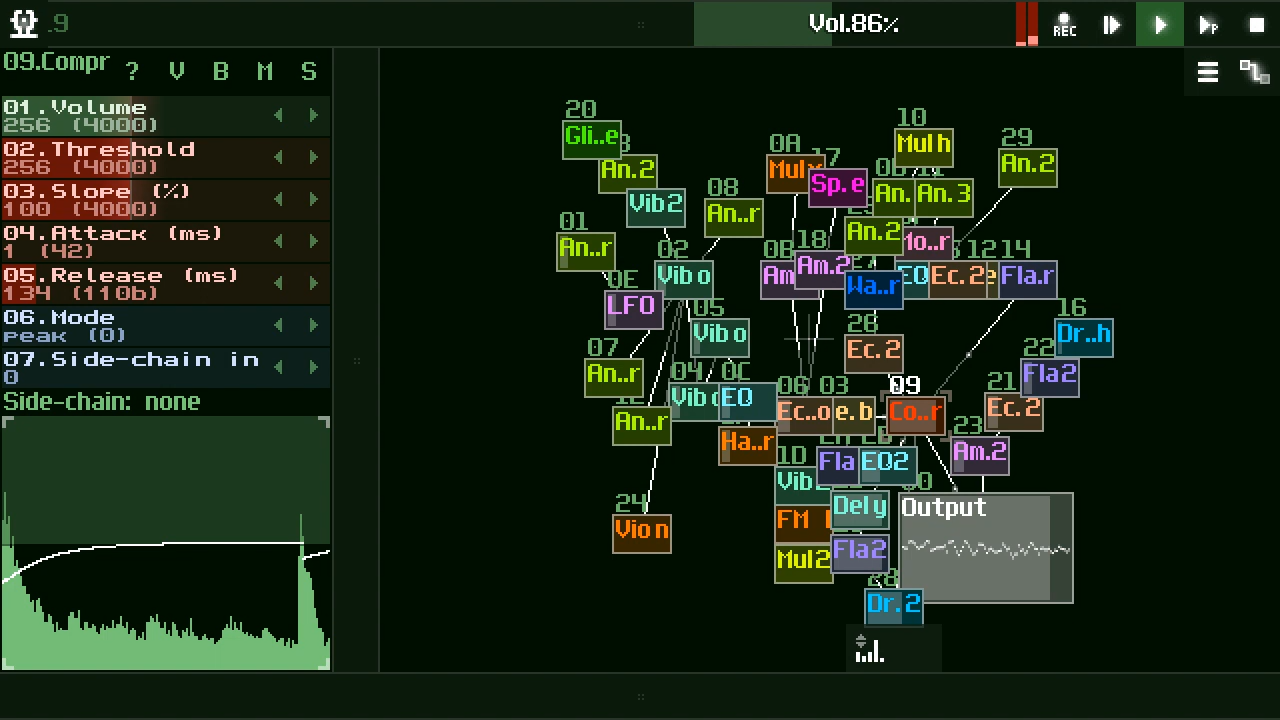 .9
Vol.86%
REC
P
09.Compr ? V B M S
01.Volume
256 (4000)
02.Threshold
256 (4000)
03.Slope (%)
100 (4000)
04.Attack (ms)
1 (42)
05.Release (ms)
134 (110b)
06.Mode
peak (0)
07.Side-chain in
0
Side-chain: none
20
Gli..e
An.2
Vib2
08
An..r
01
An..r
02
Vib o
0E
LFO
05
Vib o
07
An..r
04 0C
Vib
EQ
An..r
Ha..r
24
Vio n
0A
17
Sp.e
10
Mul h
29
An.2
An.
An.3
An.2
18
0B
Am
Am.2
12 14
Wa..r
EQ
Ec.2
Fla.r
26
Ec.2
16
Dr..h
22
Fla2
21
Ec.2
06 03
Ec..o
e.b
09
Co..r
23
Am.2
1D
Vib
Fla
EQ2
FM
Del y
Mul2
Fla2
Output
28
Dr.2